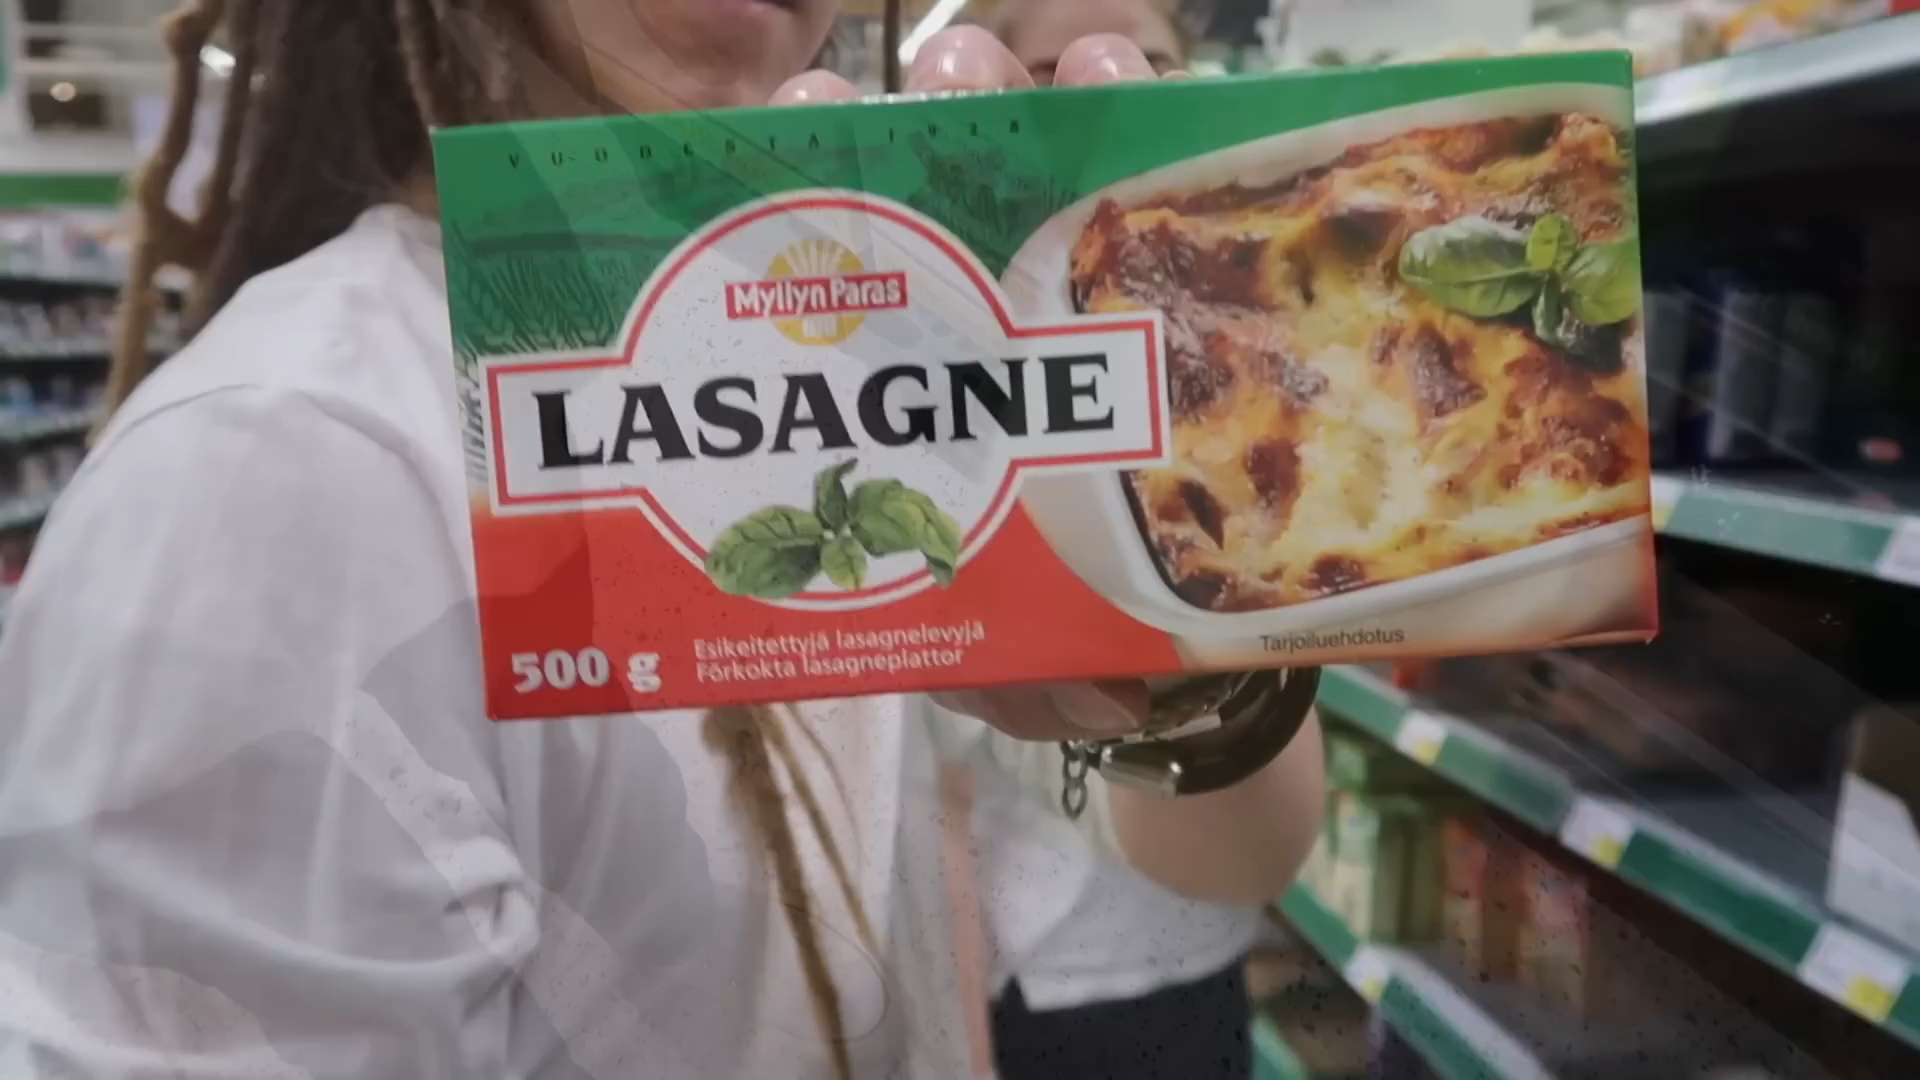 VUODESTA 1928
Myllyn Paras
LASAGNE
500 g
Esikeitettyjä lasagnelevyjä
Förkokta lasagneplattor
Tarjoiluehdotus